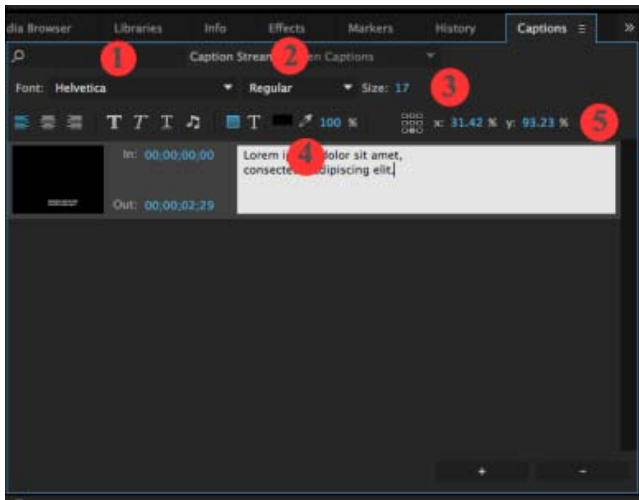 dia Browser Libraries Info Effects Markers History Captions
1 Caption Stream 2 en Captions
Font: Helvetica Regular Size: 17 3
T T T T 100 % x: 31.42 % y: 93.23 % 5
In: 00;00;00;00 Lorem i 4 dolor sit amet,
consectet dipiscing elit.
Out: 00;00;02;29
+ -